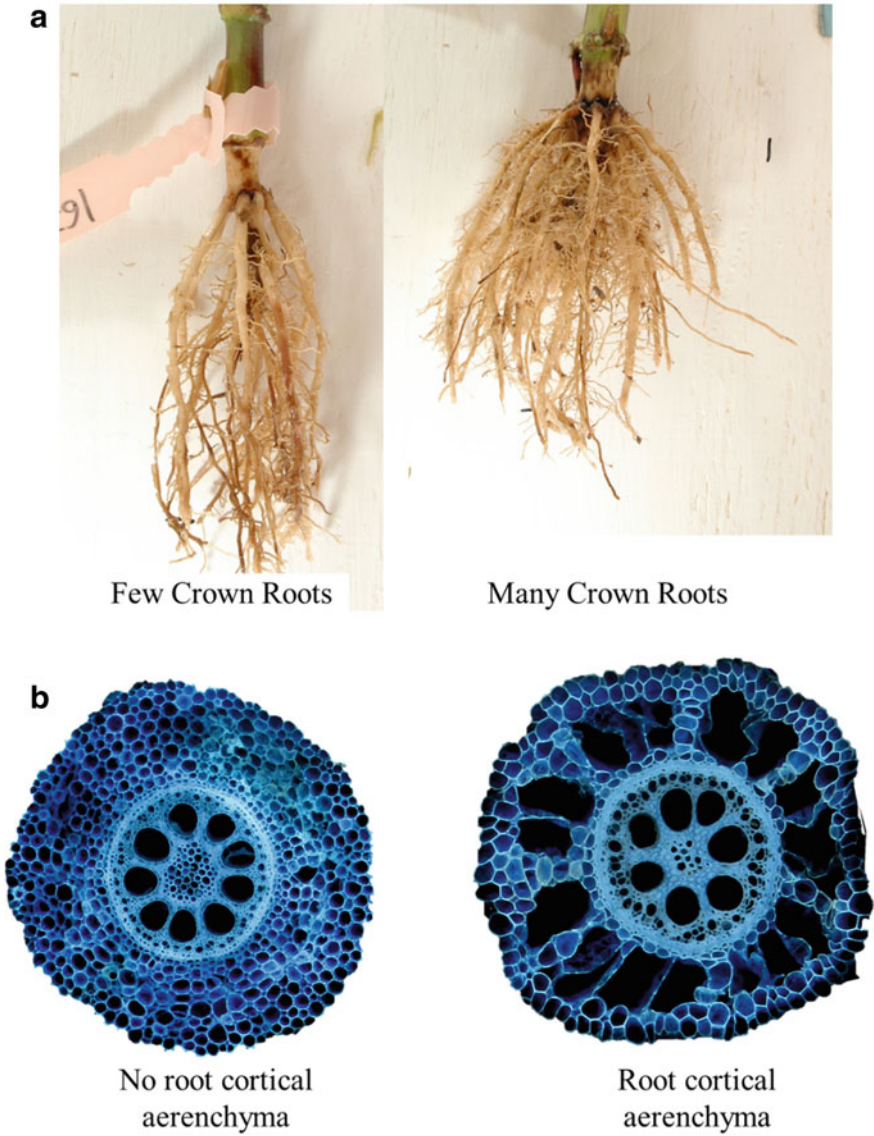 a
Few Crown Roots
Many Crown Roots
b
No root cortical
aerenchyma
Root cortical
aerenchyma